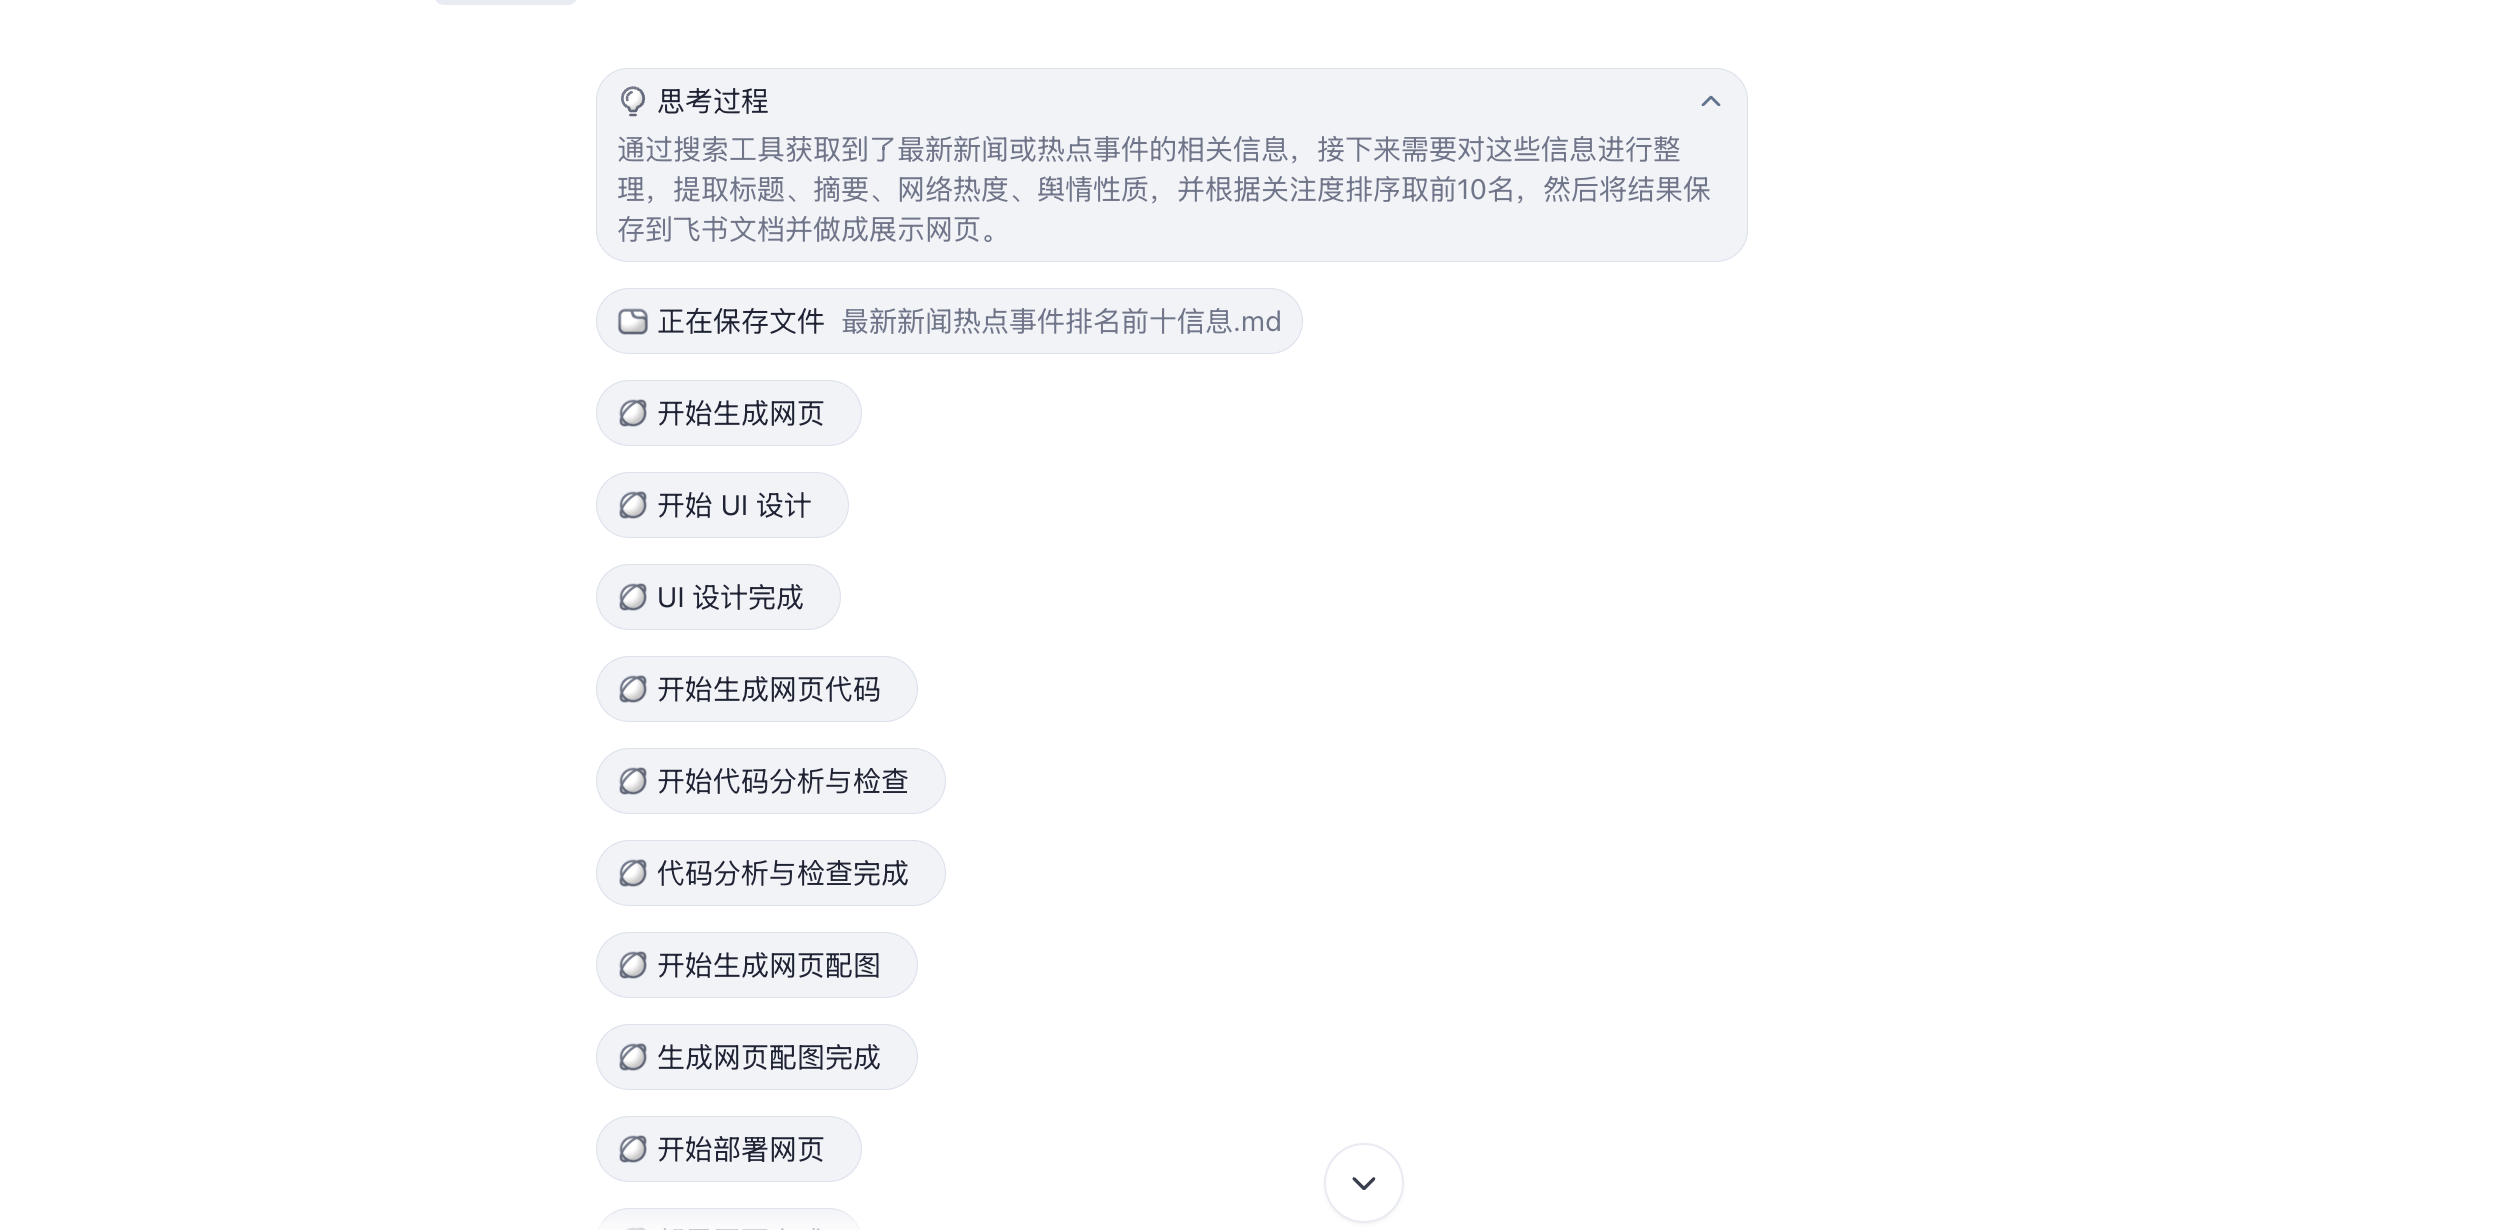 思考过程
通过搜索工具获取到了最新新闻或热点事件的相关信息，接下来需要对这些信息进行整
理，提取标题、摘要、网络热度、舆情性质，并根据关注度排序取前10名，然后将结果保
存到飞书文档并做成展示网页。
正在保存文件 最新新闻热点事件排名前十信息.md
开始生成网页
开始 UI 设计
UI 设计完成
开始生成网页代码
开始代码分析与检查
代码分析与检查完成
开始生成网页配图
生成网页配图完成
开始部署网页